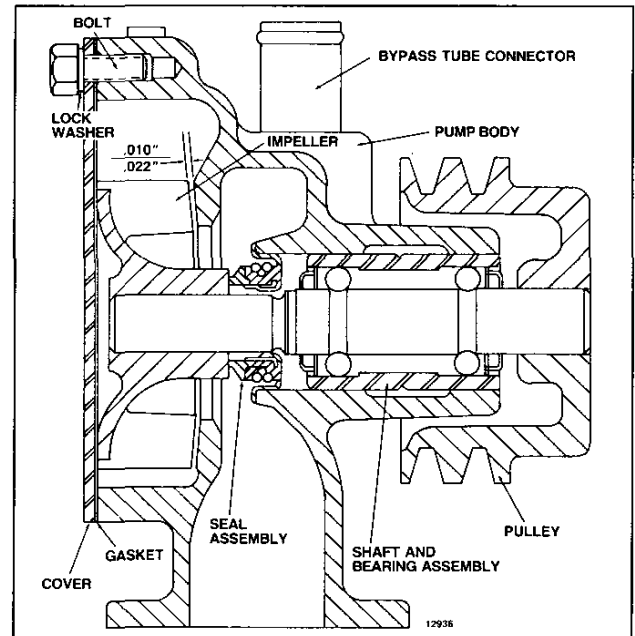 BOLT
BYPASS TUBE CONNECTOR
LOCK
WASHER
PUMP BODY
IMPELLER
.010"
.022"
SEAL
ASSEMBLY
PULLEY
SHAFT AND
BEARING ASSEMBLY
GASKET
COVER
12936